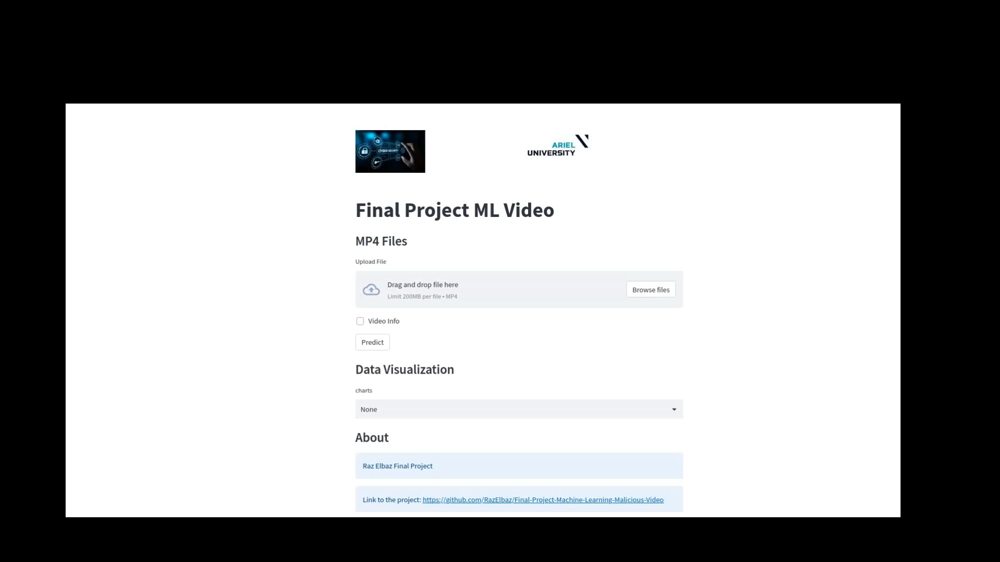 CYBER SECURITY
ARIEL
UNIVERSITY
Final Project ML Video
MP4 Files
Upload File
Drag and drop file here
Limit 200MB per file • MP4
Browse files
Video Info
Predict
Data Visualization
charts
None
About
Raz Elbaz Final Project
Link to the project: https://github.com/RazElbaz/Final-Project-Machine-Learning-Malicious-Video